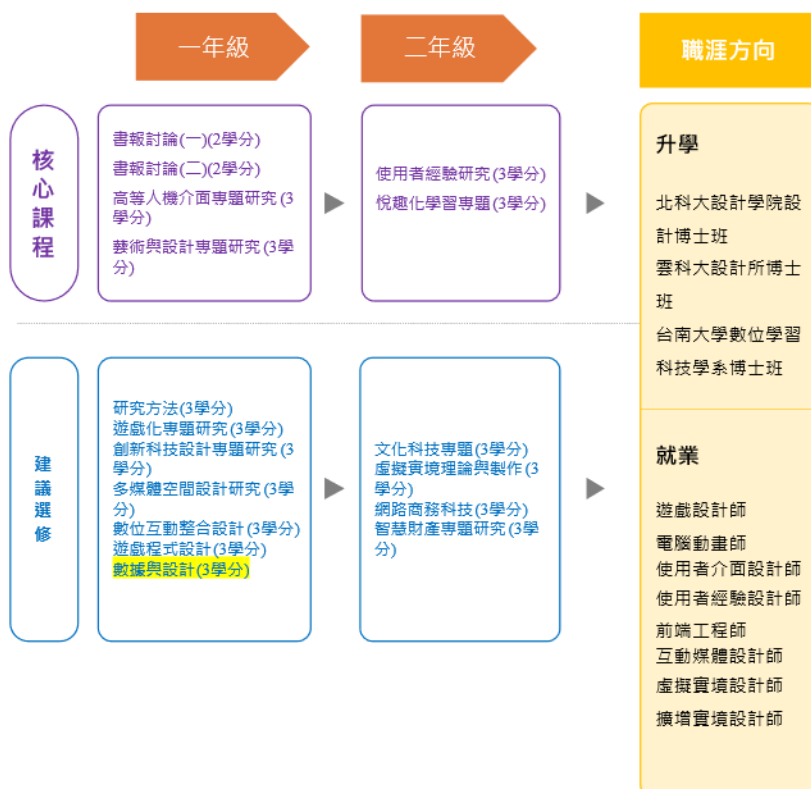 一年級
二年級
職涯方向
核
心
課
程
書報討論(一)(2學分)
書報討論(二)(2學分)
高等人機介面專題研究(3
學分)
藝術與設計專題研究(3學
分)
使用者經驗研究(3學分)
悅趣化學習專題(3學分)
升學
北科大設計學院設
計博士班
雲科大設計所博士
班
台南大學數位學習
科技學系博士班
建
議
選
修
研究方法(3學分)
遊戲化專題研究(3學分)
創新科技設計專題研究(3
學分)
多媒體空間設計研究(3學
分)
數位互動整合設計(3學分)
遊戲程式設計(3學分)
數據與設計(3學分)
文化科技專題(3學分)
虛擬實境理論與製作(3
學分)
網路商務科技(3學分)
智慧財產專題研究(3學
分)
就業
遊戲設計師
電腦動畫師
使用者介面設計師
使用者經驗設計師
前端工程師
互動媒體設計師
虛擬實境設計師
擴增實境設計師